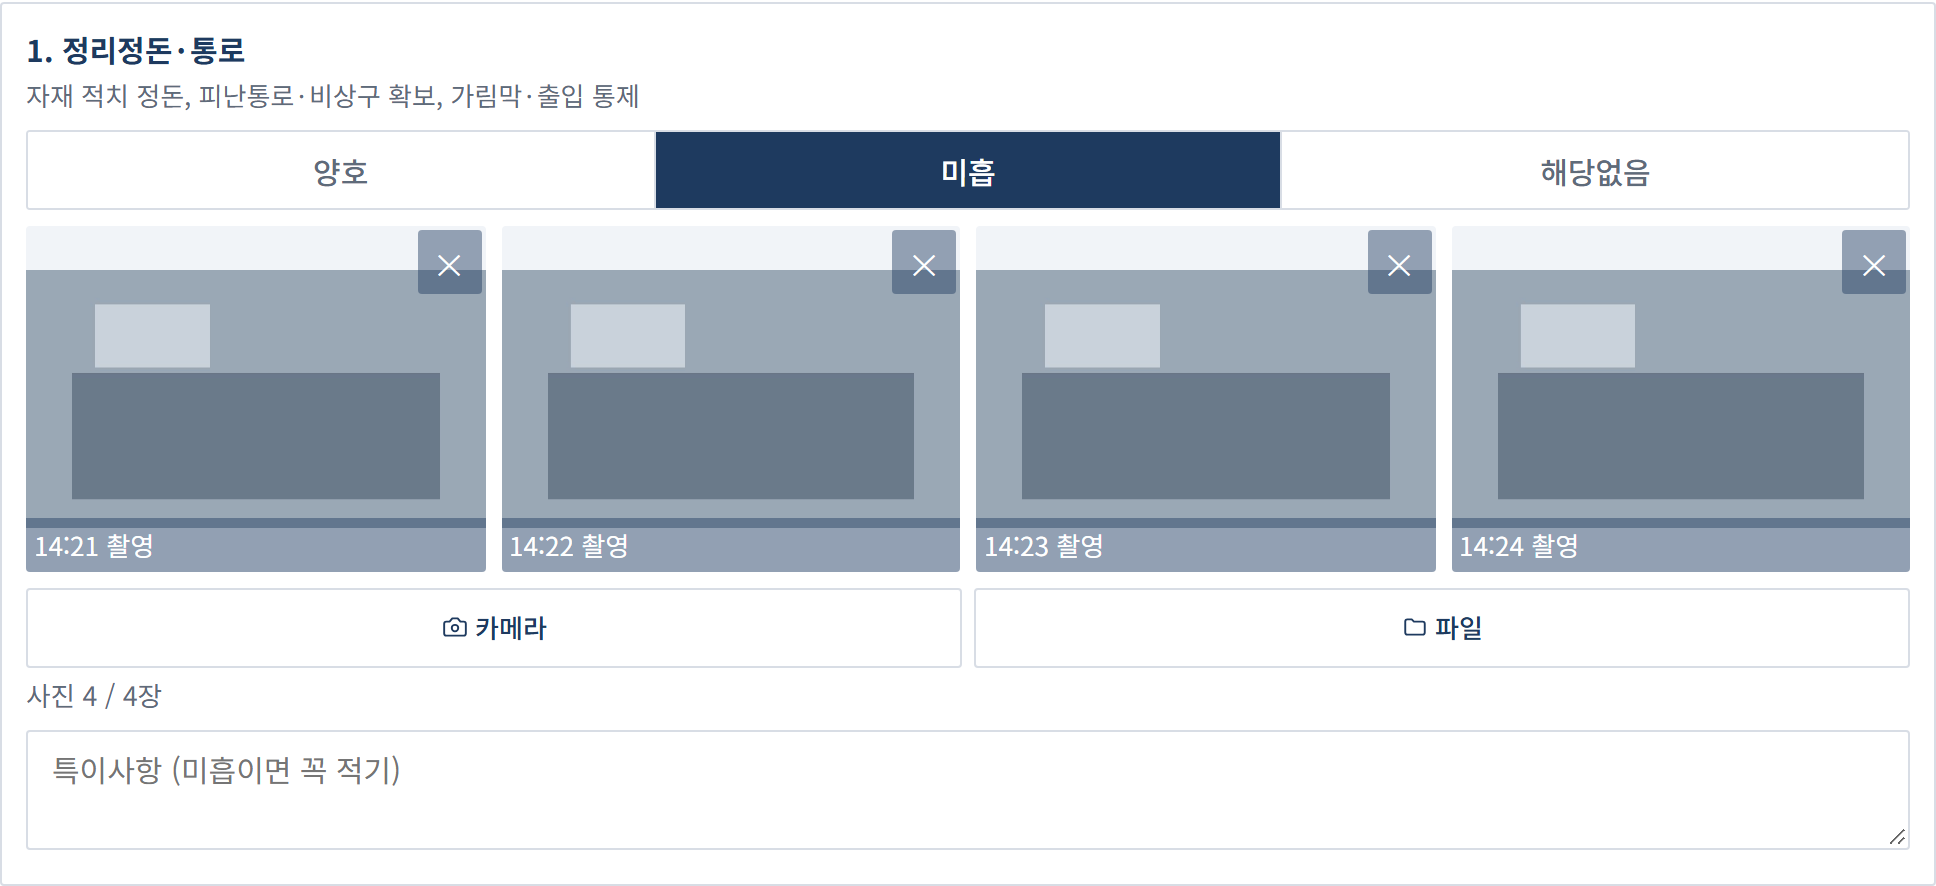 1. 정리정돈·통로
자재 적치 정돈, 피난통로·비상구 확보, 가림막·출입 통제
양호
미흡
해당없음
14:21 촬영
14:22 촬영
14:23 촬영
14:24 촬영
카메라
파일
사진 4 / 4장
특이사항 (미흡이면 꼭 적기)